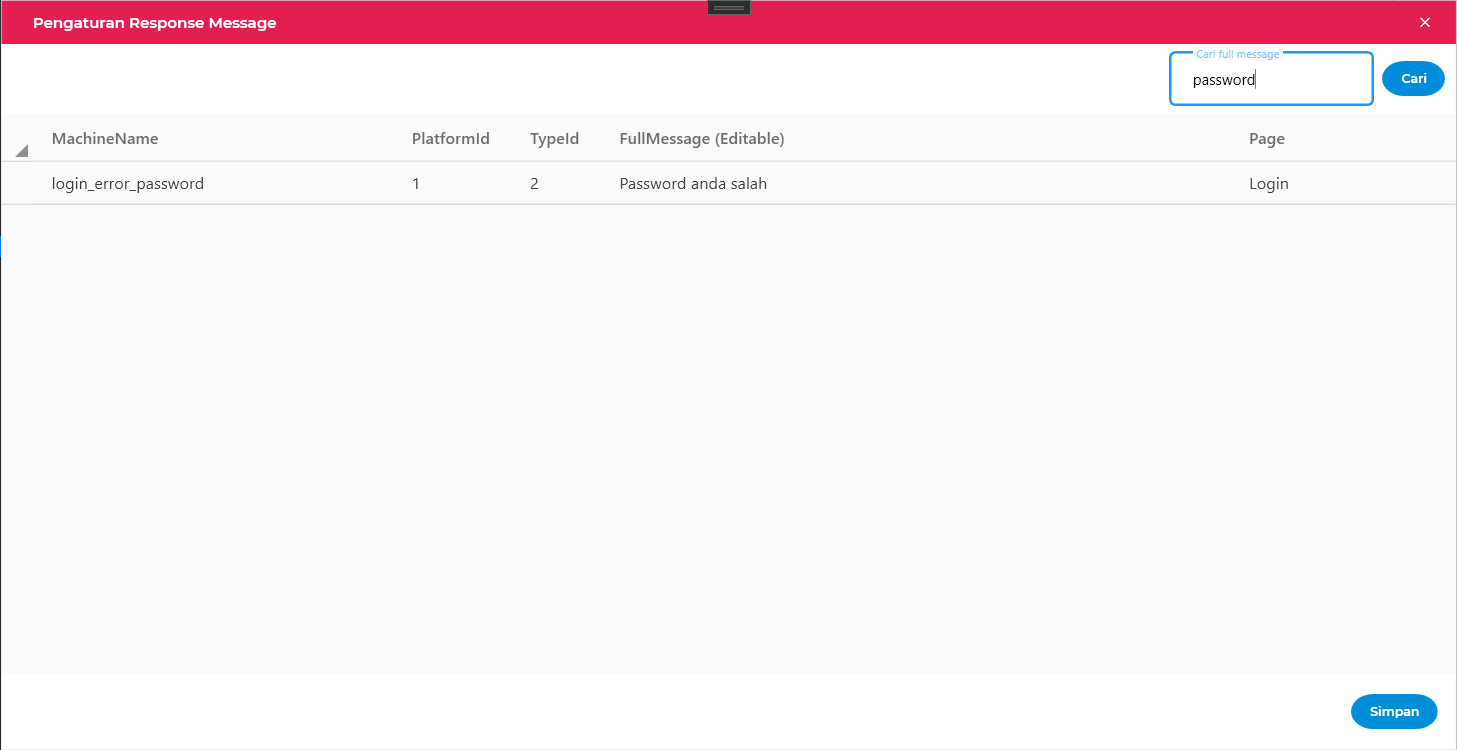 Pengaturan Response Message
Cari full message
password
Cari
MachineName PlatformId TypeId FullMessage (Editable) Page
login_error_password 1 2 Password anda salah Login
Simpan